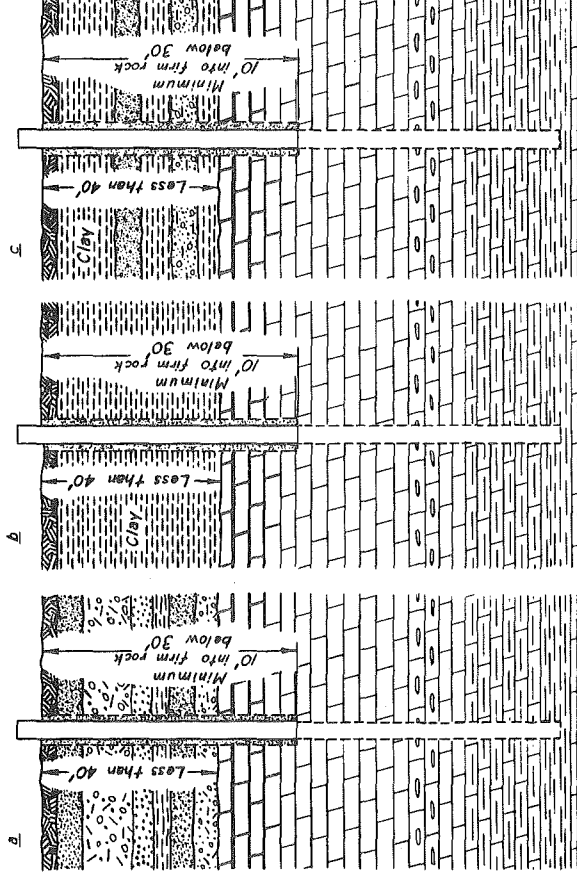 a
Less than 40'
Minimum
10' into firm rock
below 30'
b
Clay
Less than 40'
Minimum
10' into firm rock
below 30'
c
Clay
Less than 40'
Minimum
10' into firm rock
below 30'